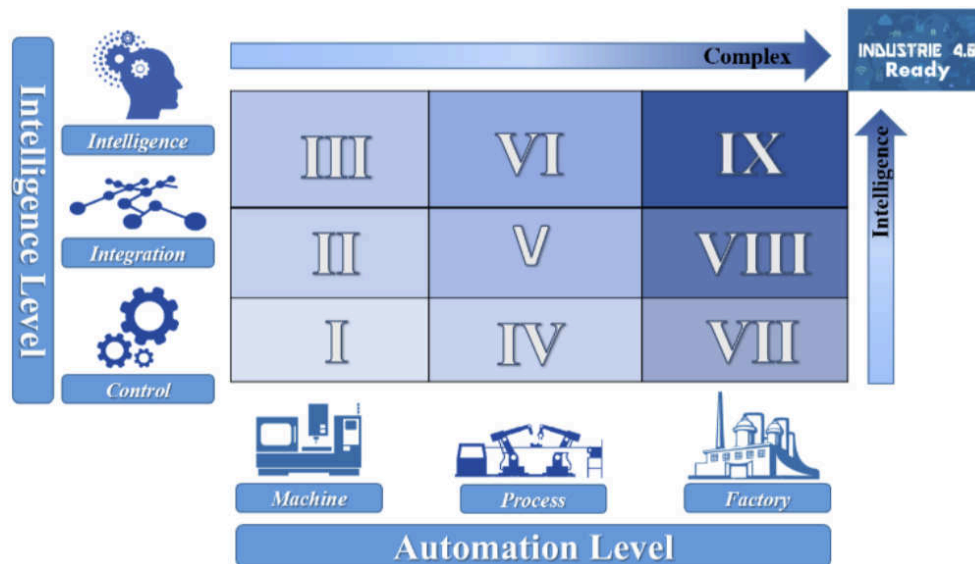 Complex
INDUSTRIE 4.0
Ready
Intelligence Level
Intelligence
III
VI
IX
Intelligence
Integration
II
V
VIII
Control
I
IV
VII
Machine
Process
Factory
Automation Level